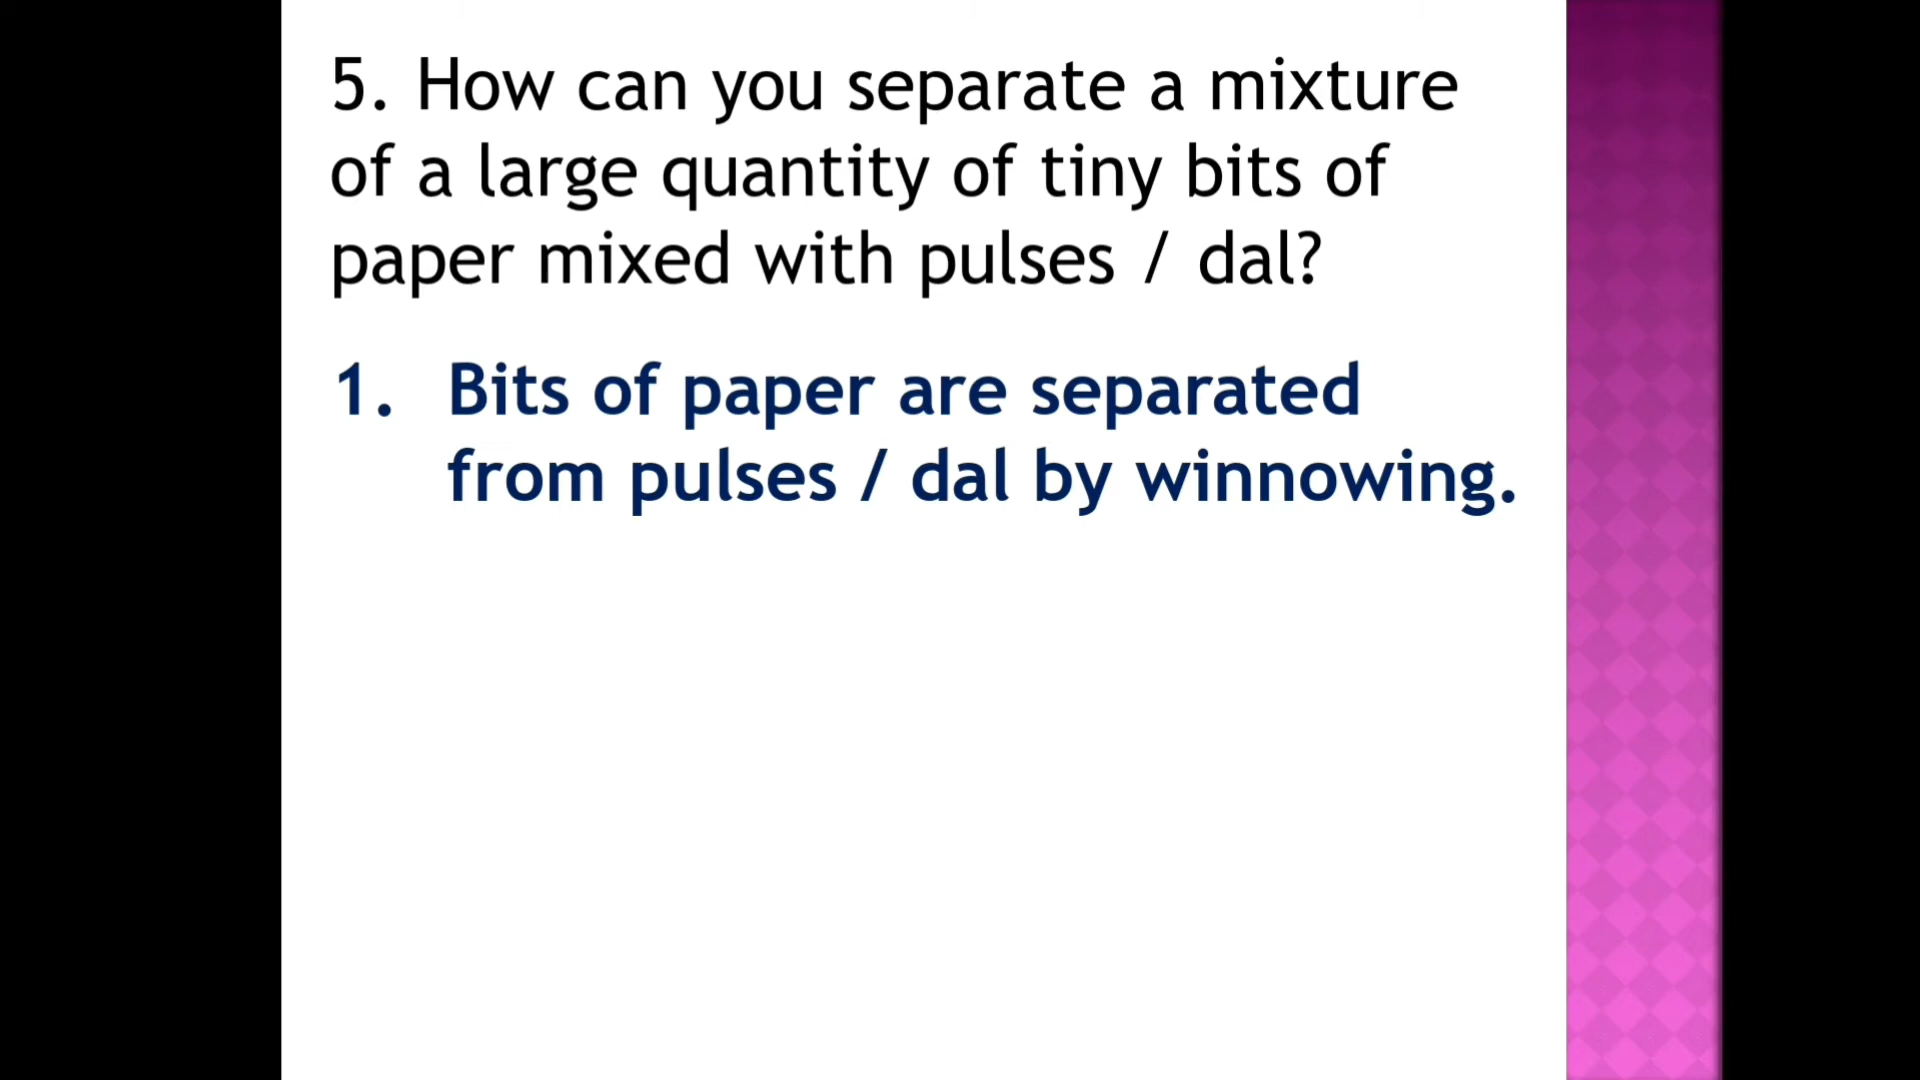 5. How can you separate a mixture
of a large quantity of tiny bits of
paper mixed with pulses / dal?
1. Bits of paper are separated
from pulses / dal by winnowing.